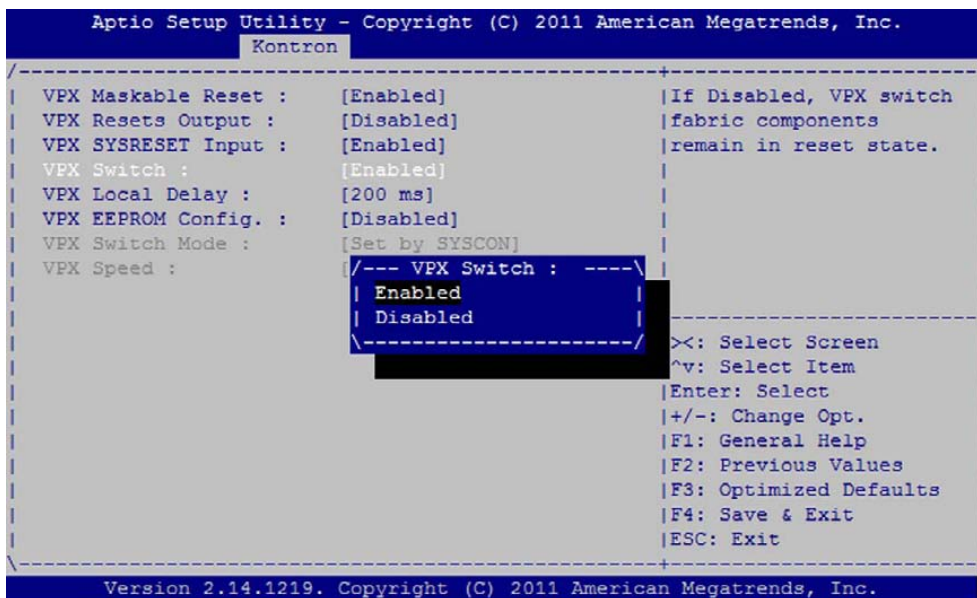 Aptio Setup Utility - Copyright (C) 2011 American Megatrends, Inc.
Kontron
VPX Maskable Reset : [Enabled]
VPX Resets Output : [Disabled]
VPX SYSRESET Input : [Enabled]
VPX Switch : [Enabled]
VPX Local Delay : [200 ms]
VPX EEPROM Config. : [Disabled]
VPX Switch Mode : [Set by SYSCON]
VPX Speed : [
/--- VPX Switch : ----\
Enabled
Disabled
If Disabled, VPX switch
fabric components
remain in reset state.
><: Select Screen
^v: Select Item
Enter: Select
+/-: Change Opt.
F1: General Help
F2: Previous Values
F3: Optimized Defaults
F4: Save & Exit
ESC: Exit
Version 2.14.1219. Copyright (C) 2011 American Megatrends, Inc.